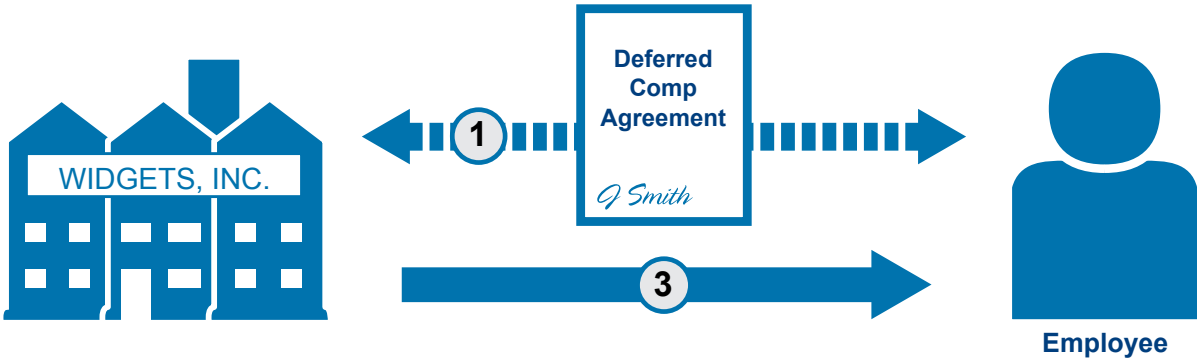 Deferred
Comp
Agreement
1
WIDGETS, INC.
J Smith
3
Employee